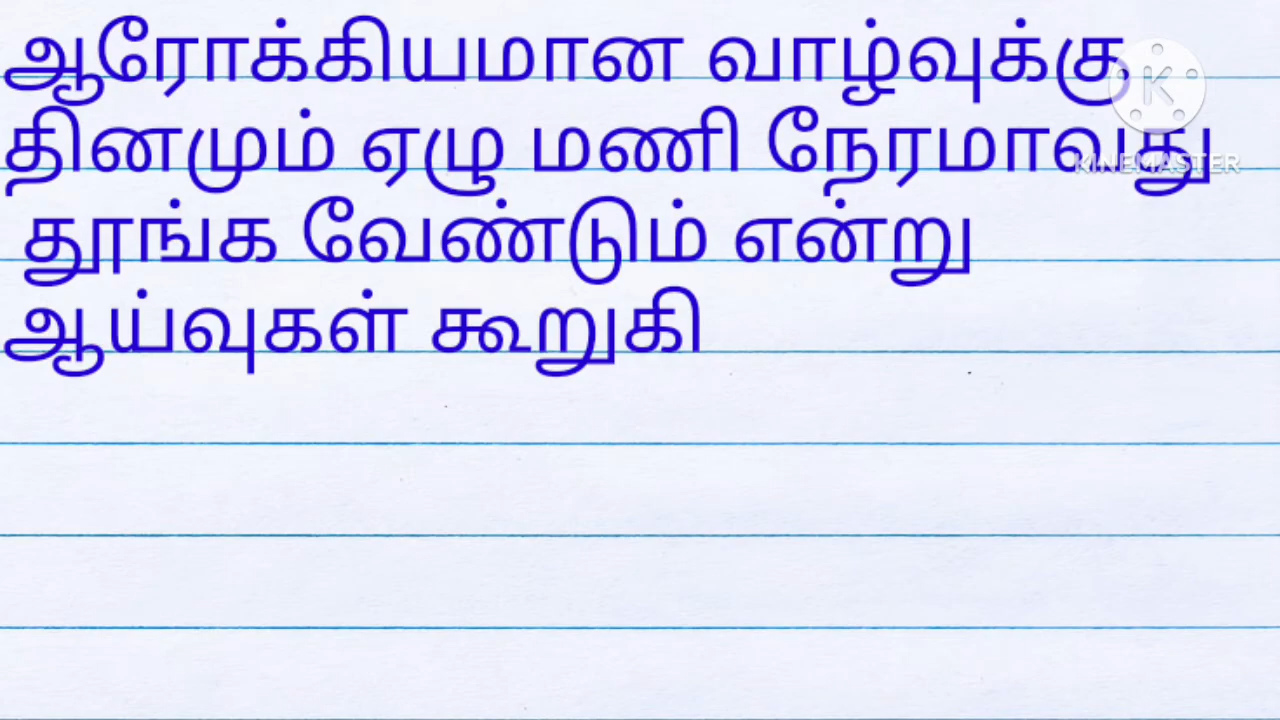 ஆரோக்கியமான வாழ்வுக்கு
தினமும் ஏழு மணி நேரமாவது
தூங்க வேண்டும் என்று
ஆய்வுகள் கூறுகி
K
KINEMASTER